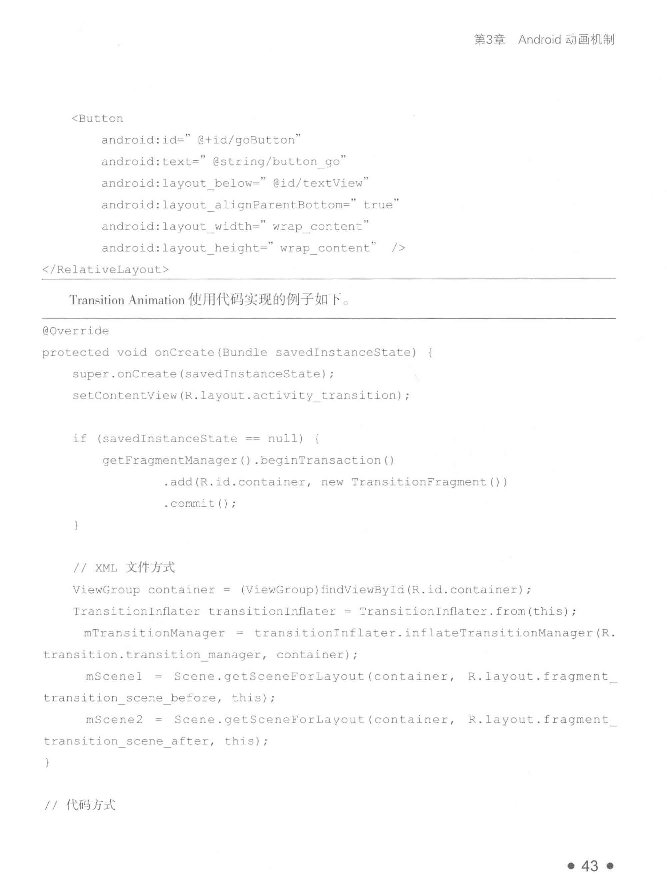 第3章 Android 动画机制
<Button
android:id=”@+id/goButton”
android:text=”@string/button_go”
android:layout_below=”@id/textView”
android:layout_alignParentBottom=”true”
android:layout_width=”wrap_content”
android:layout_height=”wrap_content” />
</RelativeLayout>
Transition Animation 使用代码实现的例子如下。
@Override
protected void onCreate(Bundle savedInstanceState) {
super.onCreate(savedInstanceState);
setContentView(R.layout.activity_transition);
if (savedInstanceState == null) {
getFragmentManager().beginTransaction()
.add(R.id.container, new TransitionFragment())
.commit();
}
// XML 文件方式
ViewGroup container = (ViewGroup)findViewById(R.id.container);
TransitionInflater transitionInflater = TransitionInflater.from(this);
mTransitionManager = transitionInflater.inflateTransitionManager(R.
transition.transition_manager, container);
mScene1 = Scene.getSceneForLayout(container, R.layout.fragment_
transition_scene_before, this);
mScene2 = Scene.getSceneForLayout(container, R.layout.fragment_
transition_scene_after, this);
}
// 代码方式
• 43 •